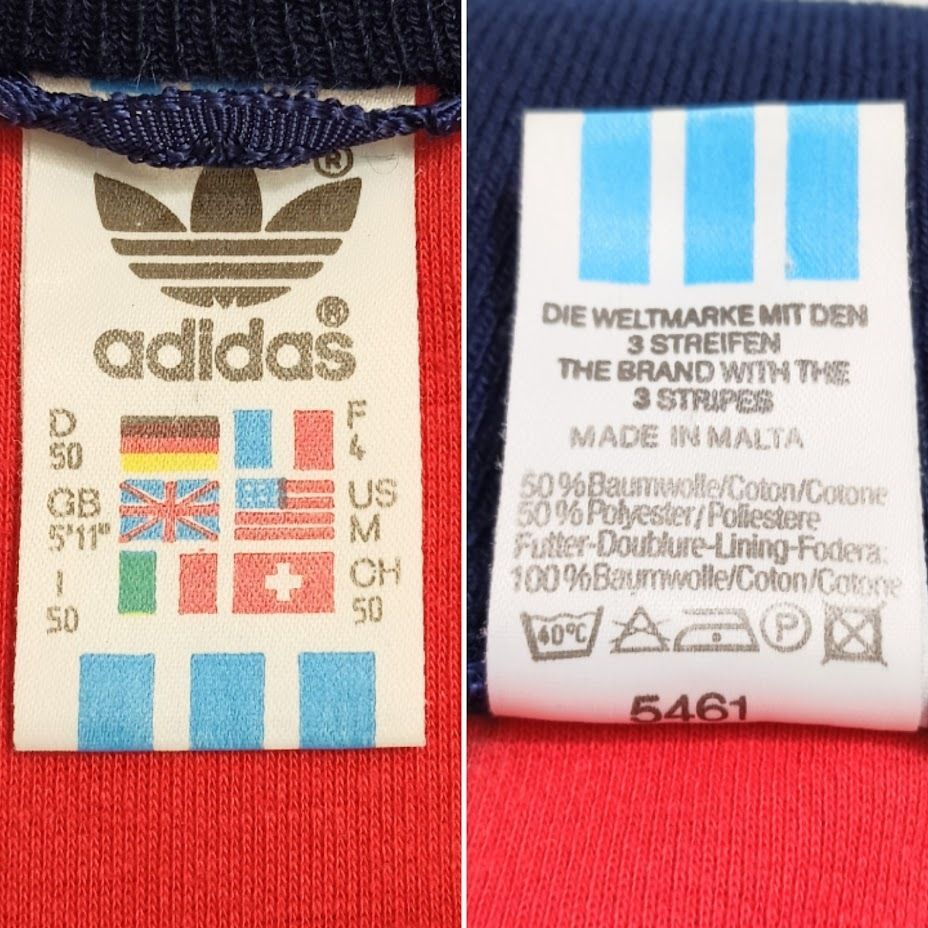 ®
adidas®
D
50
F
4
GB
5'11"
US
M
I
50
CH
50
DIE WELTMARKE MIT DEN
3 STREIFEN
THE BRAND WITH THE
3 STRIPES
MADE IN MALTA
50%Baumwolle/Coton/Cotone
50%Polyester/Poliestere
Futter-Doublure-Lining-Fodera:
100%Baumwolle/Coton/Cotone
40°C P
5461